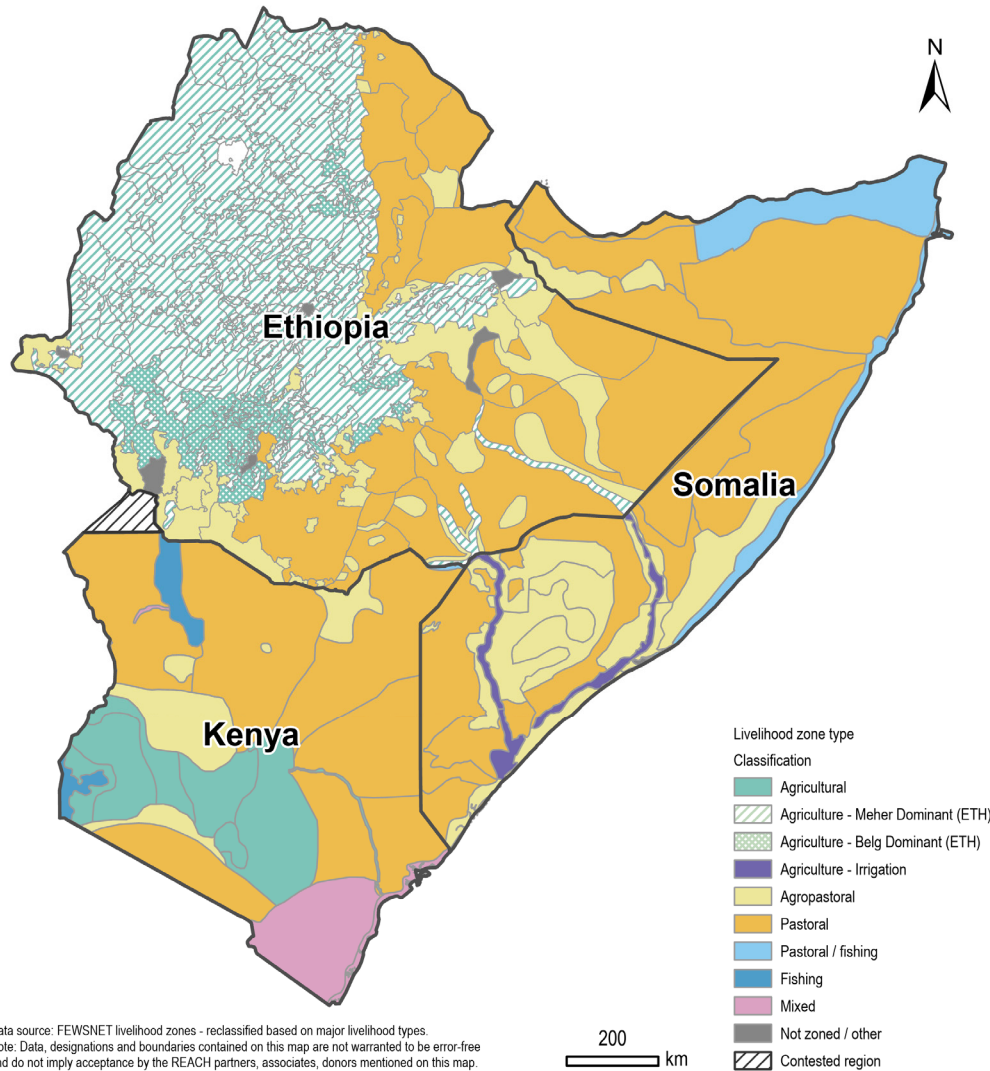 N
Ethiopia
Somalia
Kenya
Livelihood zone type
Classification
Agricultural
Agriculture - Meher Dominant (ETH)
Agriculture - Belg Dominant (ETH)
Agriculture - Irrigation
Agropastoral
Pastoral
Pastoral / fishing
Fishing
Mixed
Not zoned / other
Contested region
200
km
ata source: FEWSNET livelihood zones - reclassified based on major livelihood types.
ote: Data, designations and boundaries contained on this map are not warranted to be error-free
nd do not imply acceptance by the REACH partners, associates, donors mentioned on this map.